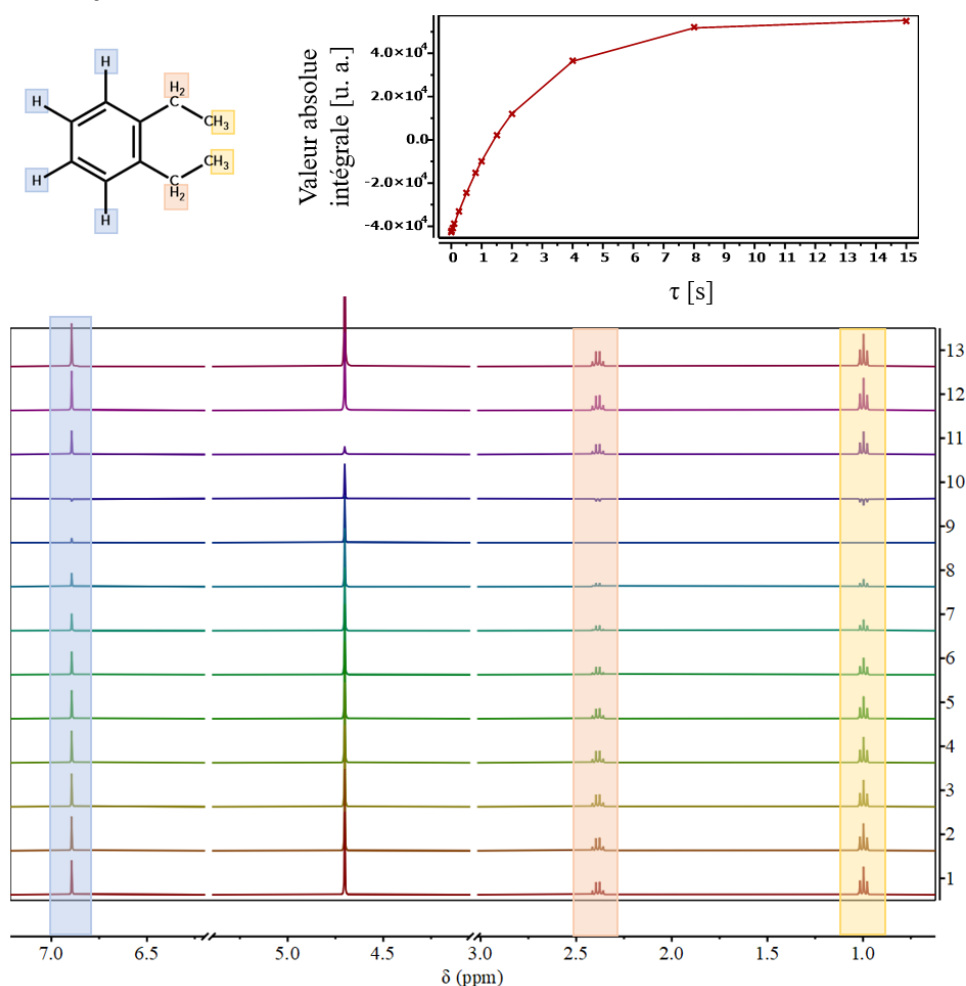 H
H
H₂
C
CH₃
CH₃
C
H₂
H
H
Valeur absolue
intégrale [u. a.]
4.0×10⁴
2.0×10⁴
0.0
-2.0×10⁴
-4.0×10⁴
0 1 2 3 4 5 6 7 8 9 10 11 12 13 14 15
τ [s]
13
12
11
10
9
8
7
6
5
4
3
2
1
7.0 6.5 5.0 4.5 3.0 2.5 2.0 1.5 1.0
δ (ppm)